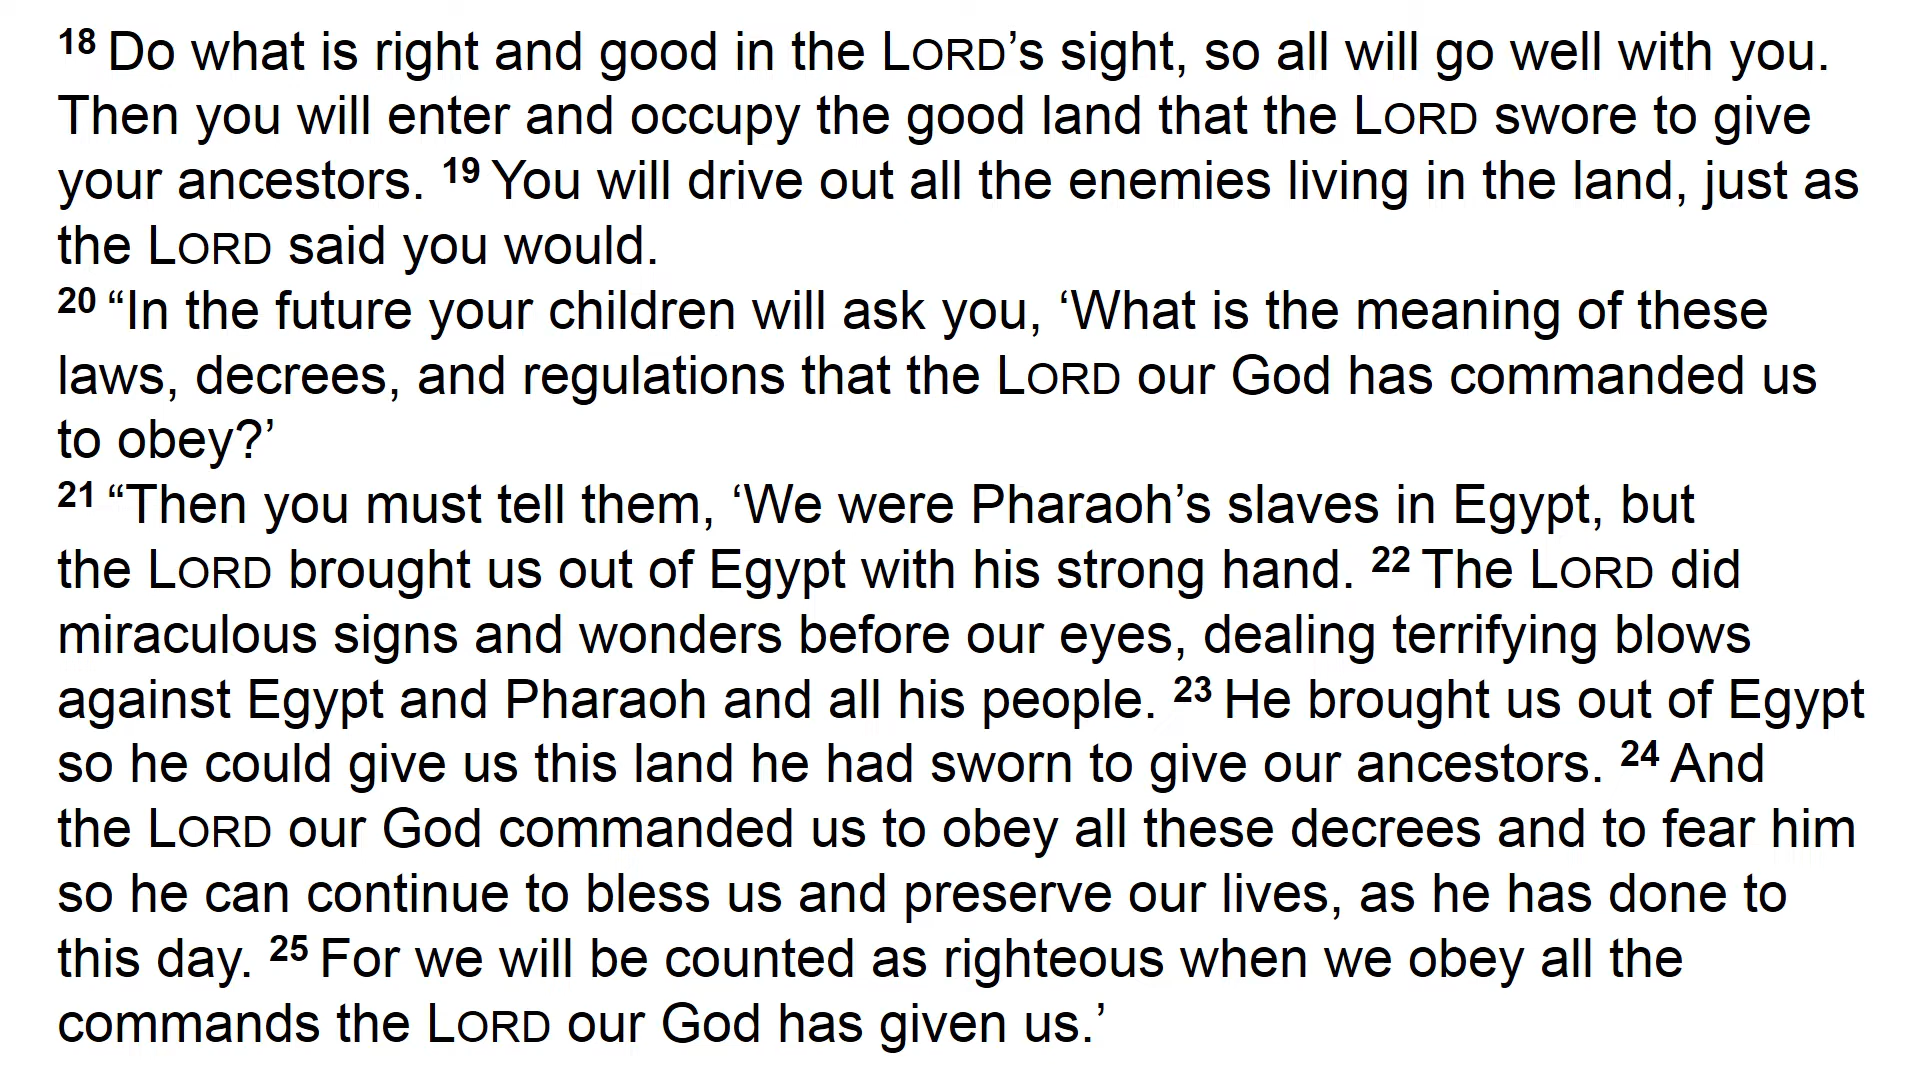 18 Do what is right and good in the LORD’s sight, so all will go well with you.
Then you will enter and occupy the good land that the LORD swore to give
your ancestors. 19 You will drive out all the enemies living in the land, just as
the LORD said you would.
20 “In the future your children will ask you, ‘What is the meaning of these
laws, decrees, and regulations that the LORD our God has commanded us
to obey?’
21 “Then you must tell them, ‘We were Pharaoh’s slaves in Egypt, but
the LORD brought us out of Egypt with his strong hand. 22 The LORD did
miraculous signs and wonders before our eyes, dealing terrifying blows
against Egypt and Pharaoh and all his people. 23 He brought us out of Egypt
so he could give us this land he had sworn to give our ancestors. 24 And
the LORD our God commanded us to obey all these decrees and to fear him
so he can continue to bless us and preserve our lives, as he has done to
this day. 25 For we will be counted as righteous when we obey all the
commands the LORD our God has given us.’